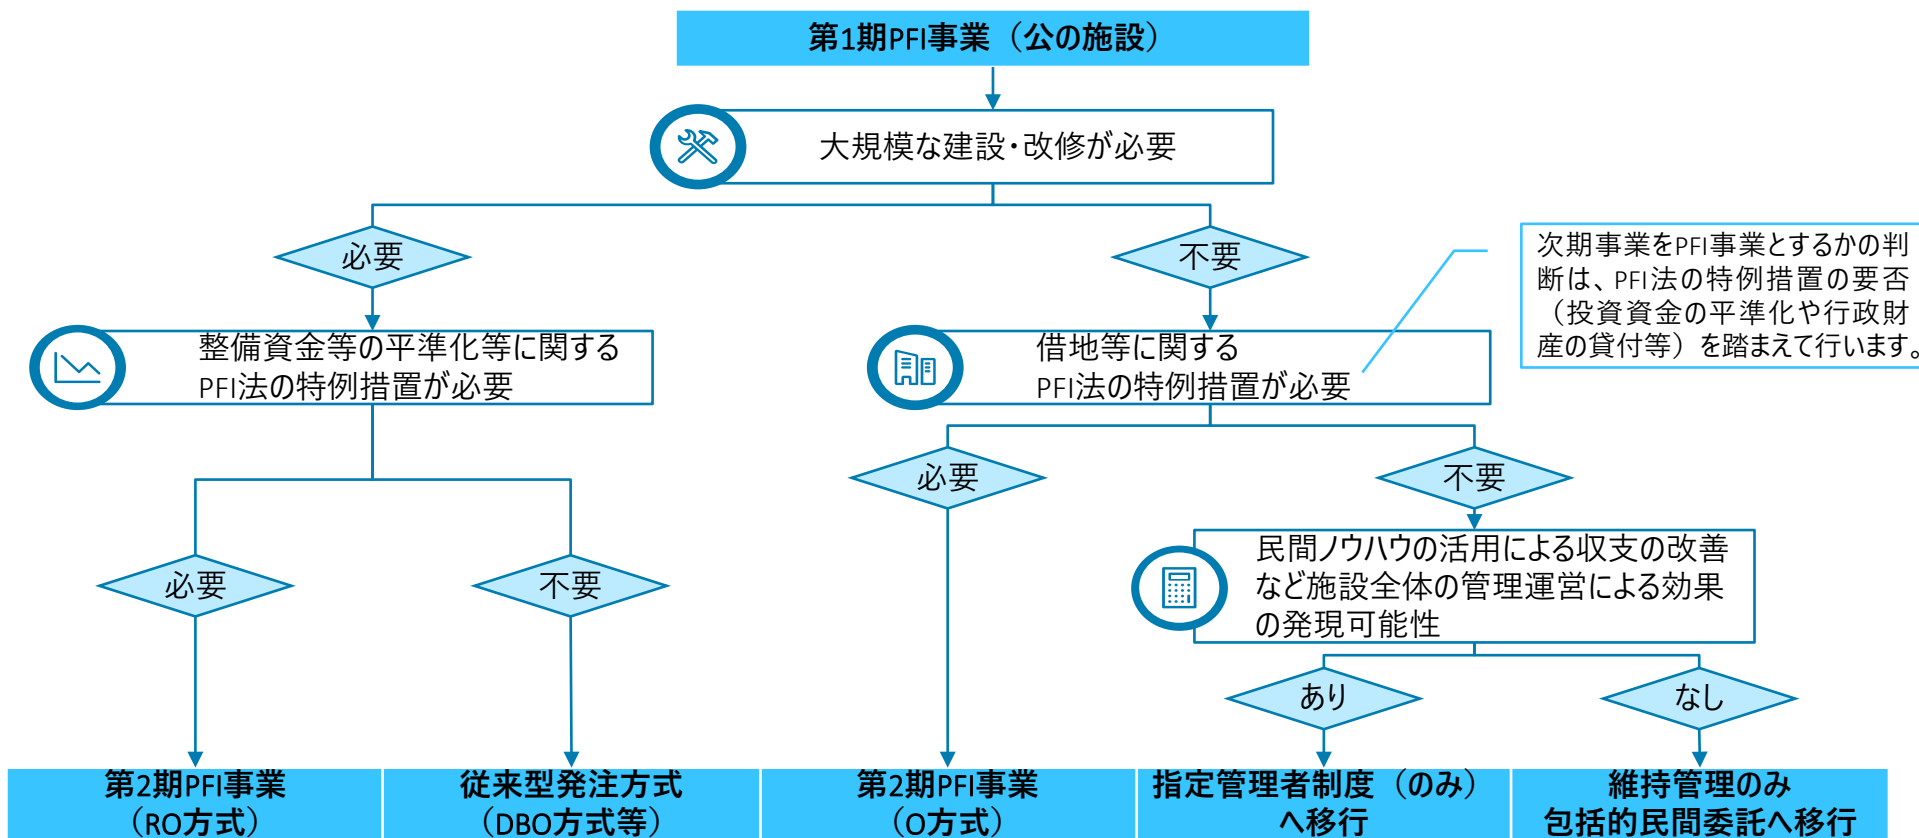 第1期PFI事業（公の施設）
大規模な建設・改修が必要
必要
不要
次期事業をPFI事業とするかの判
断は、PFI法の特例措置の要否
（投資資金の平準化や行政財
産の貸付等）を踏まえて行います。
整備資金等の平準化等に関する
PFI法の特例措置が必要
借地等に関する
PFI法の特例措置が必要
必要
不要
必要
不要
民間ノウハウの活用による収支の改善
など施設全体の管理運営による効果
の発現可能性
あり
なし
第2期PFI事業
（RO方式）
従来型発注方式
（DBO方式等）
第2期PFI事業
（O方式）
指定管理者制度（のみ）
へ移行
維持管理のみ
包括的民間委託へ移行